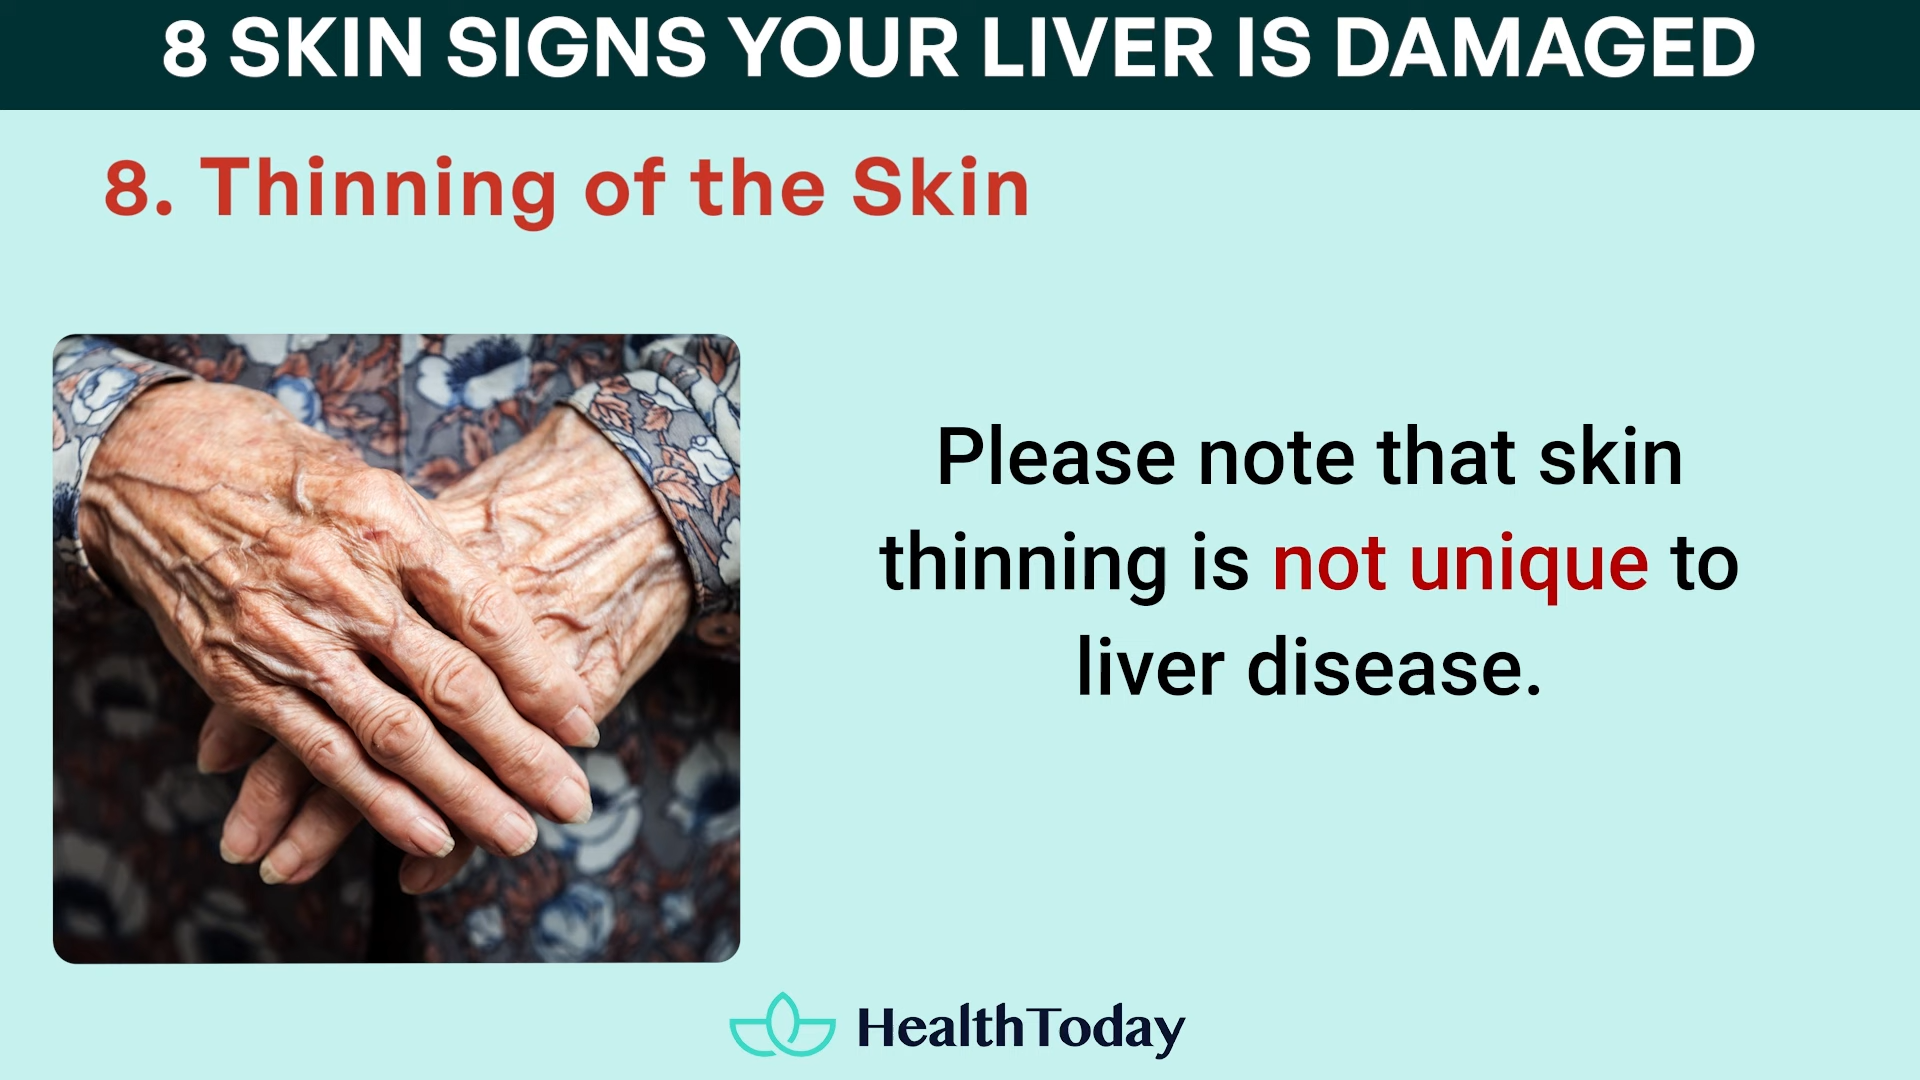 8 SKIN SIGNS YOUR LIVER IS DAMAGED
8. Thinning of the Skin
Please note that skin
thinning is not unique to
liver disease.
HealthToday